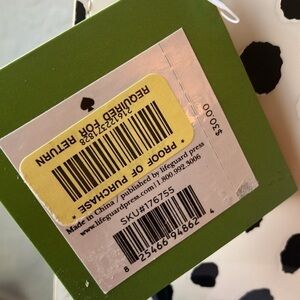 PROOF OF PURCHASE
REQUIRED FOR RETURN
$30.00
Made in China / published by lifeguard press
www.lifeguardpress.com | 1.800.992.3006
SKU#176755
8 25466 94862 4